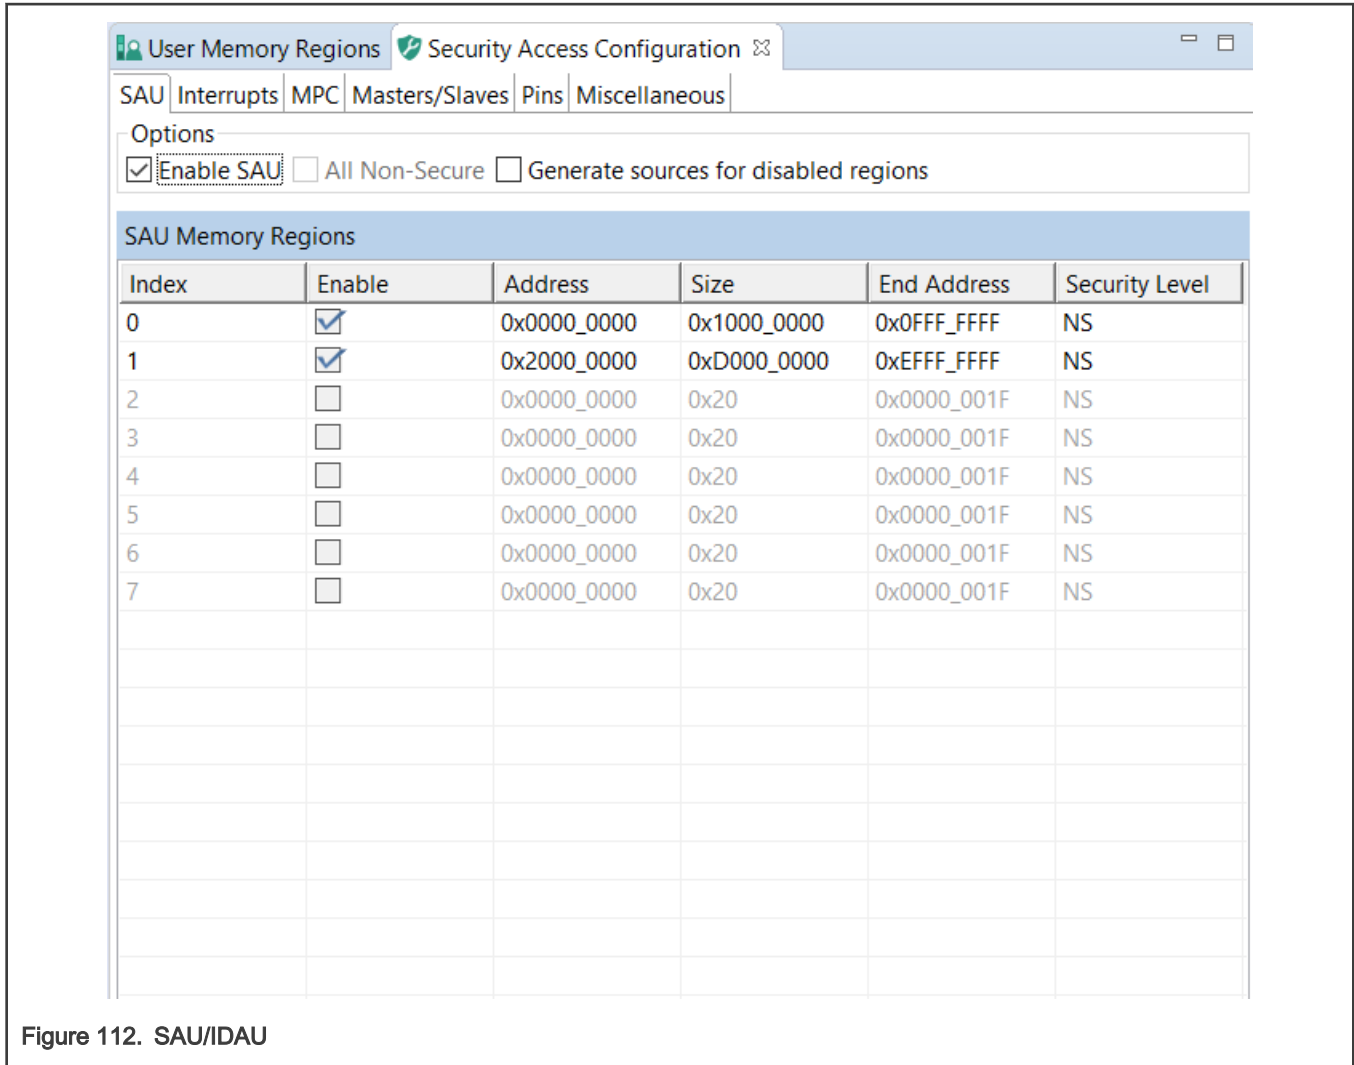 User Memory Regions Security Access Configuration
SAU Interrupts MPC Masters/Slaves Pins Miscellaneous
Options
Enable SAU All Non-Secure Generate sources for disabled regions
SAU Memory Regions
Index Enable Address Size End Address Security Level
0 0x0000_0000 0x1000_0000 0x0FFF_FFFF NS
1 0x2000_0000 0xD000_0000 0xEFFF_FFFF NS
2 0x0000_0000 0x20 0x0000_001F NS
3 0x0000_0000 0x20 0x0000_001F NS
4 0x0000_0000 0x20 0x0000_001F NS
5 0x0000_0000 0x20 0x0000_001F NS
6 0x0000_0000 0x20 0x0000_001F NS
7 0x0000_0000 0x20 0x0000_001F NS
Figure 112. SAU/IDAU